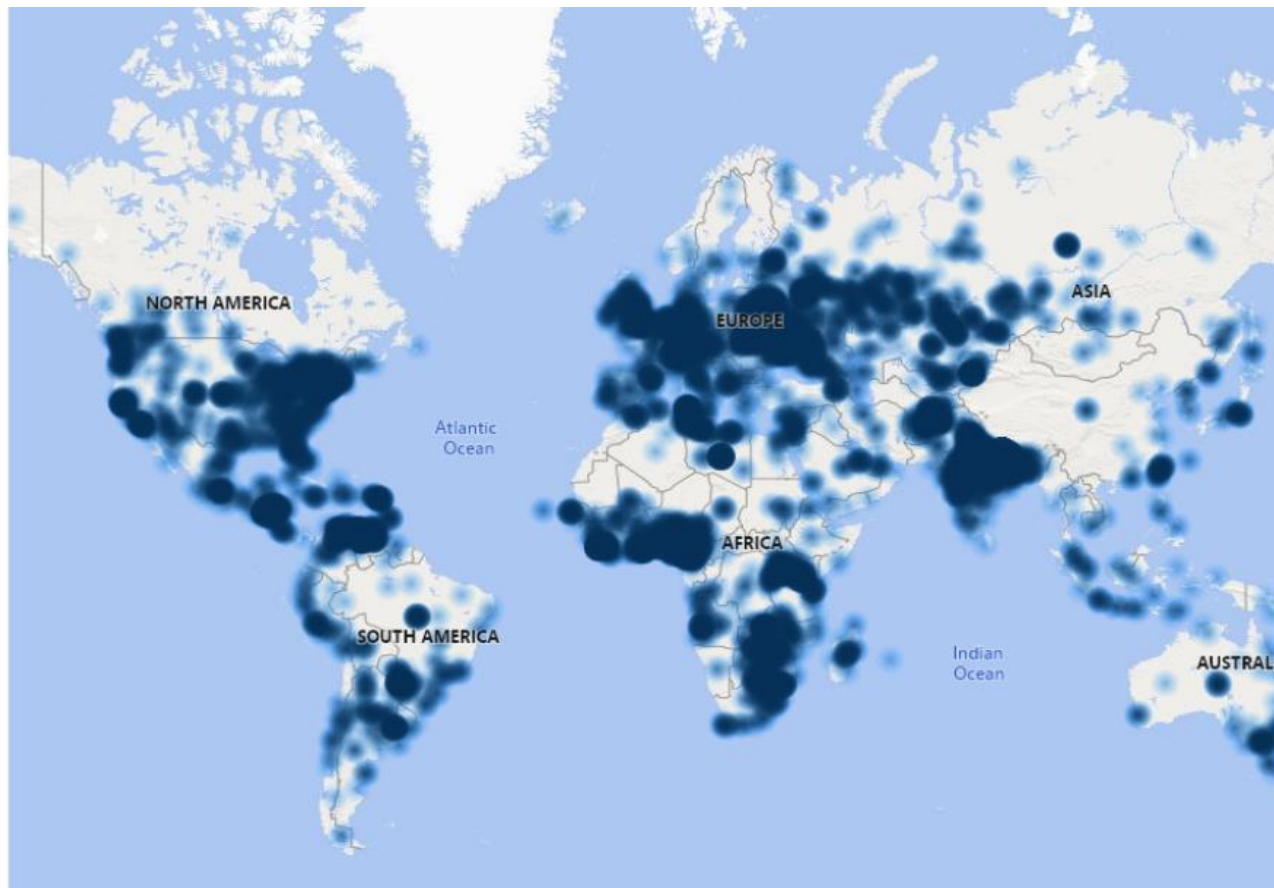 NORTH AMERICA
ASIA
EUROPE
Atlantic
Ocean
AFRICA
SOUTH AMERICA
Indian
Ocean
AUSTRAL